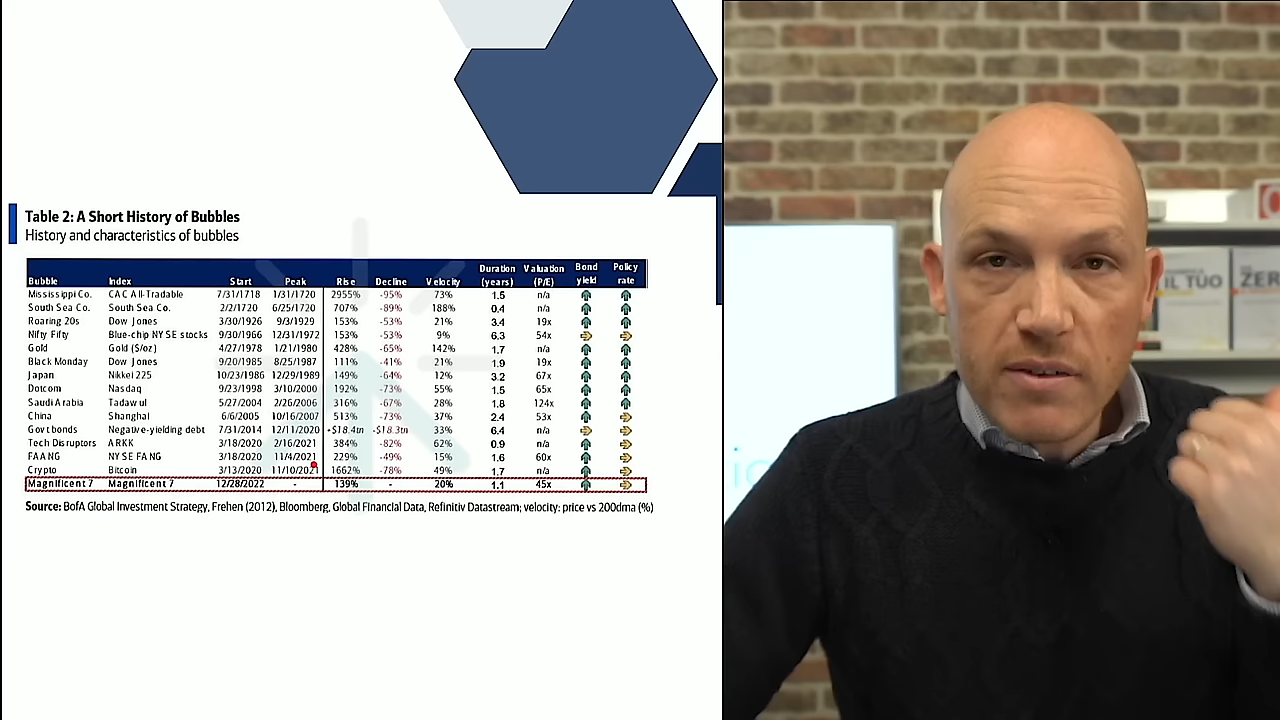 Table 2: A Short History of Bubbles
History and characteristics of bubbles
Bubble Index Start Peak Rise Decline Velocity Duration (years) Valuation (P/E) Bond yield Policy rate
Mississippi Co. CAC All-Tradable 7/31/1718 1/31/1720 2955% -95% 73% 1.5 n/a
South Sea Co. South Sea Co. 2/2/1720 6/25/1720 707% -89% 188% 0.4 n/a
Roaring 20s Dow Jones 3/30/1926 9/3/1929 153% -53% 21% 3.4 19x
Nifty Fifty Blue-chip NYSE stocks 9/30/1966 12/31/1972 153% -53% 9% 6.3 54x
Gold Gold ($/oz) 4/27/1978 1/21/1980 428% -65% 142% 1.7 n/a
Black Monday Dow Jones 9/20/1985 8/25/1987 111% -41% 21% 1.9 19x
Japan Nikkei 225 10/23/1986 12/29/1989 149% -64% 12% 3.2 67x
Dotcom Nasdaq 9/23/1998 3/10/2000 192% -73% 55% 1.5 65x
Saudi Arabia Tadawul 5/27/2004 2/26/2006 316% -67% 28% 1.8 124x
China Shanghai 6/6/2005 10/16/2007 513% -73% 37% 2.4 53x
Govt bonds Negative-yielding debt 7/31/2014 12/11/2020 +$18.4tn -$18.3tn 33% 6.4 n/a
Tech Disruptors ARKK 3/18/2020 2/16/2021 384% -82% 62% 0.9 n/a
FAANG NYSE FANG 3/18/2020 11/4/2021 229% -49% 15% 1.6 60x
Crypto Bitcoin 3/13/2020 11/10/2021 1662% -78% 49% 1.7 n/a
Magnificent 7 Magnificent 7 12/28/2022 - 139% - 20% 1.1 45x
Source: BofA Global Investment Strategy, Frehen (2012), Bloomberg, Global Financial Data, Refinitiv Datastream; velocity: price vs 200dma (%)
IL TUO
ZER